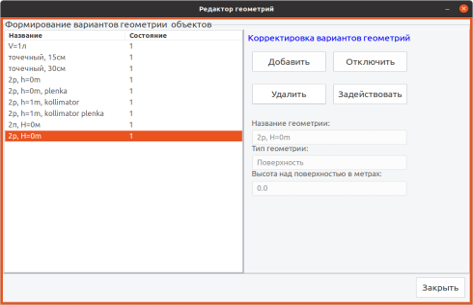 Редактор геометрий
Формирование вариантов геометрии объектов
Название Состояние
V=1л 1
точечный, 15см 1
точечный, 30см 1
2p, h=0m 1
2p, h=0m, plenka 1
2p, h=1m, kollimator 1
2p, h=1m, kollimator plenka 1
2п, H=0м 1
2p, H=0m 1
Корректировка вариантов геометрий
Добавить Отключить
Удалить Задействовать
Название геометрии:
2p, H=0m
Тип геометрии:
Поверхность
Высота над поверхностью в метрах:
0.0
Закрыть